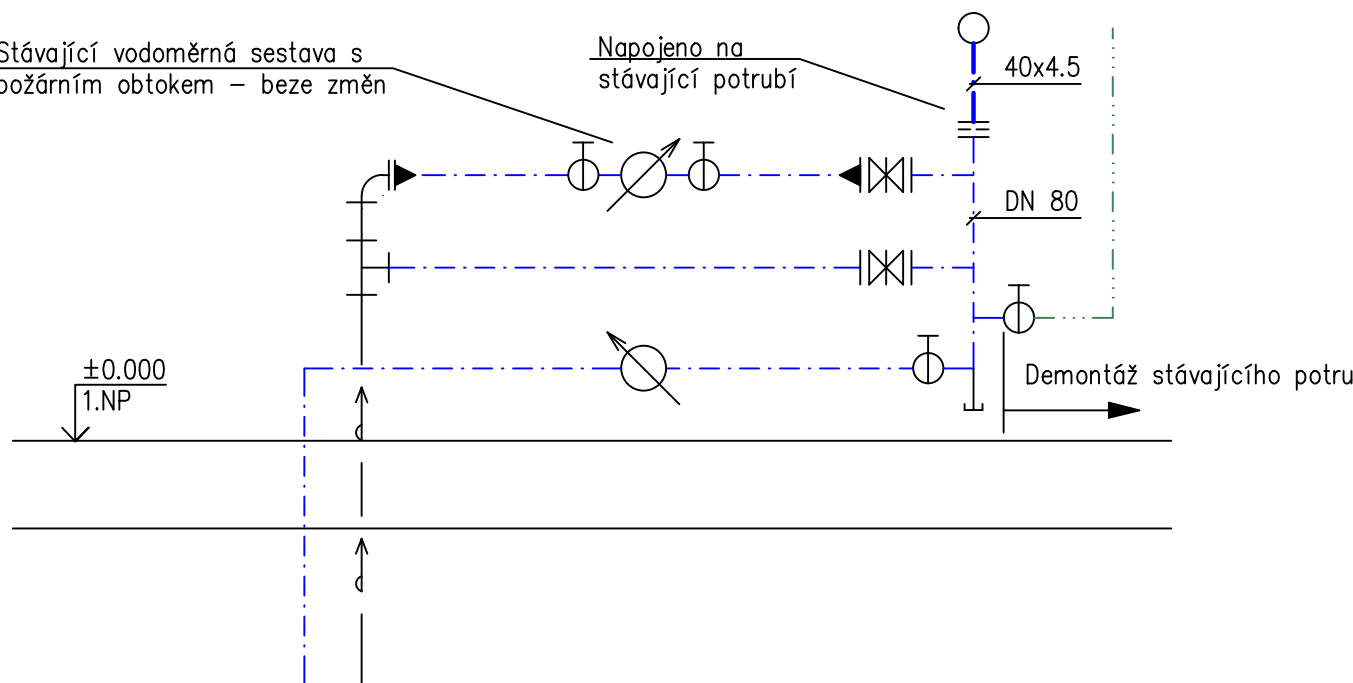 Stávající vodoměrná sestava s
požárním obtokem – beze změn
Napojeno na
stávající potrubí
40x4.5
DN 80
±0.000
1.NP
Demontáž stávajícího potru